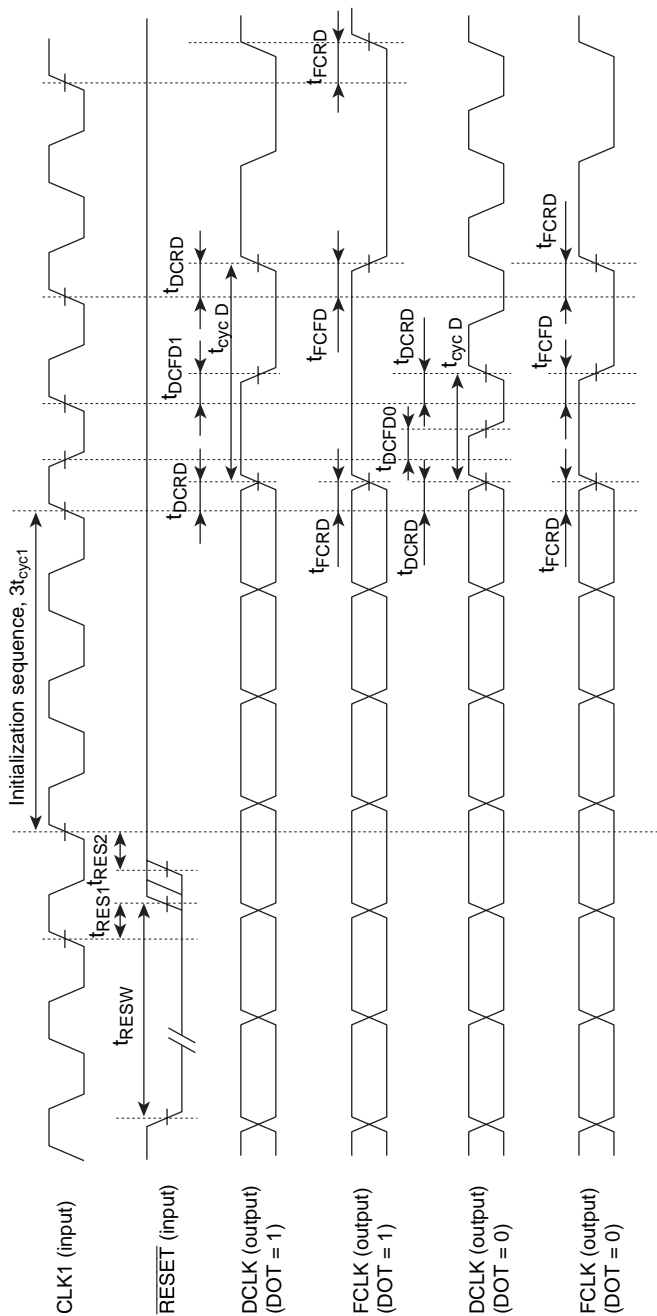 CLK1 (input)
Initialization sequence, 3tcyc1
RESET (input)
tRESW
tRES1
tRES2
DCLK (output)
(DOT = 1)
tDCRD
tDCFD1
tDCRD
tcyc D
FCLK (output)
(DOT = 1)
tFCRD
tFCFD
tFCRD
DCLK (output)
(DOT = 0)
tDCRD
tDCFD0
tDCRD
tcyc D
FCLK (output)
(DOT = 0)
tFCRD
tFCFD
tFCRD